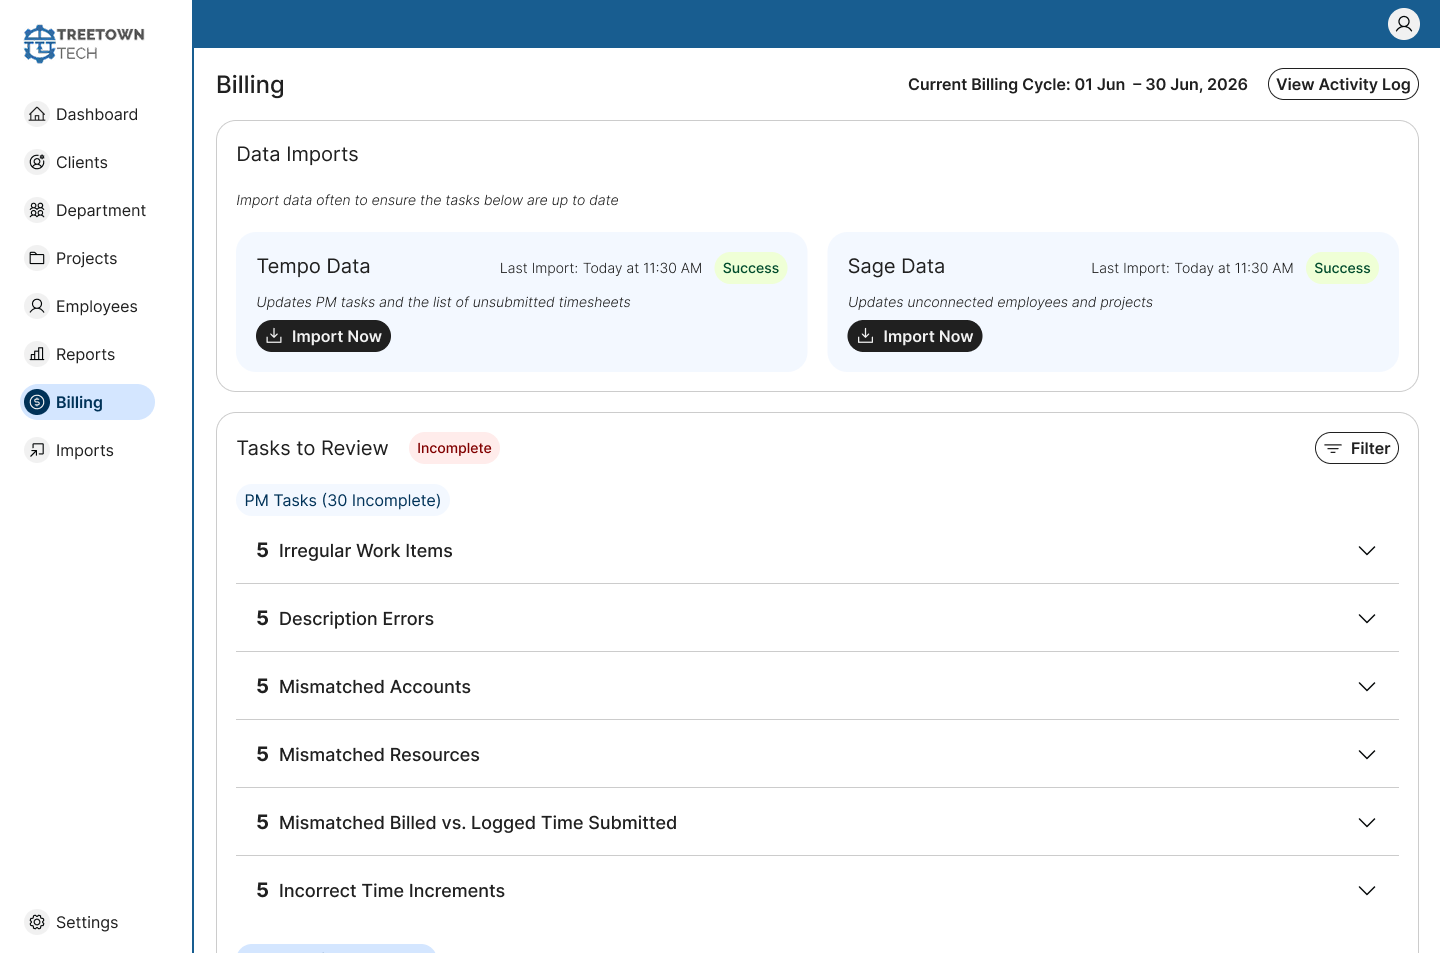 TREETOWN
TECH
Dashboard
Clients
Department
Projects
Employees
Reports
Billing
Imports
Settings
Billing
Current Billing Cycle: 01 Jun – 30 Jun, 2026
View Activity Log
Data Imports
Import data often to ensure the tasks below are up to date
Tempo Data
Last Import: Today at 11:30 AM
Success
Updates PM tasks and the list of unsubmitted timesheets
Import Now
Sage Data
Last Import: Today at 11:30 AM
Success
Updates unconnected employees and projects
Import Now
Tasks to Review
Incomplete
Filter
PM Tasks (30 Incomplete)
5 Irregular Work Items
5 Description Errors
5 Mismatched Accounts
5 Mismatched Resources
5 Mismatched Billed vs. Logged Time Submitted
5 Incorrect Time Increments